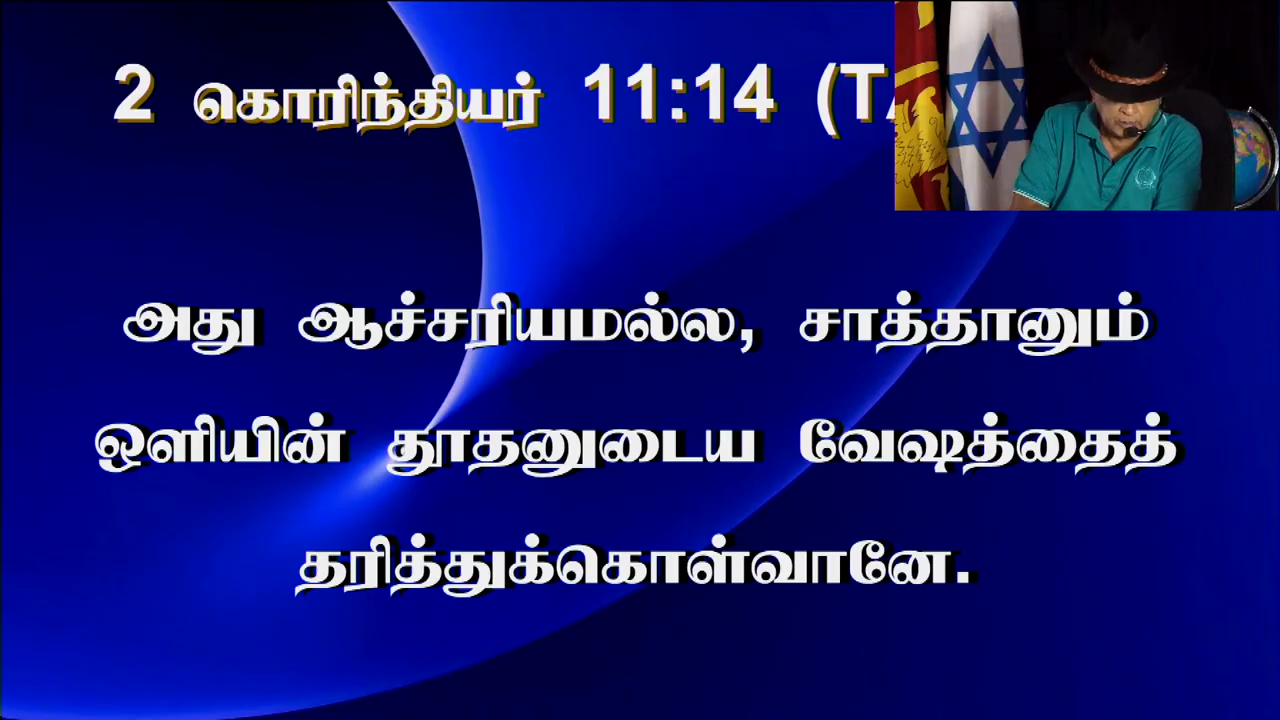 2 கொரிந்தியர் 11:14
அது ஆச்சரியமல்ல, சாத்தானும்
ஒளியின் தூதனுடைய வேஷத்தைத்
தரித்துக்கொள்வானே.